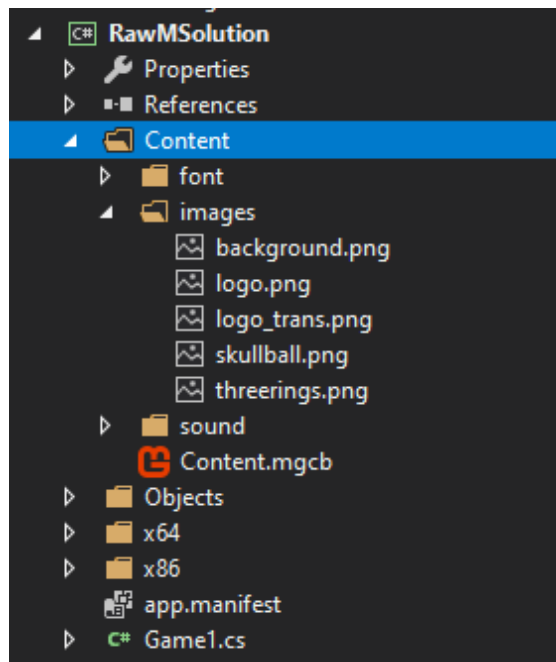 RawMSolution
Properties
References
Content
font
images
background.png
logo.png
logo_trans.png
skullball.png
threerings.png
sound
Content.mgcb
Objects
x64
x86
app.manifest
C# Game1.cs